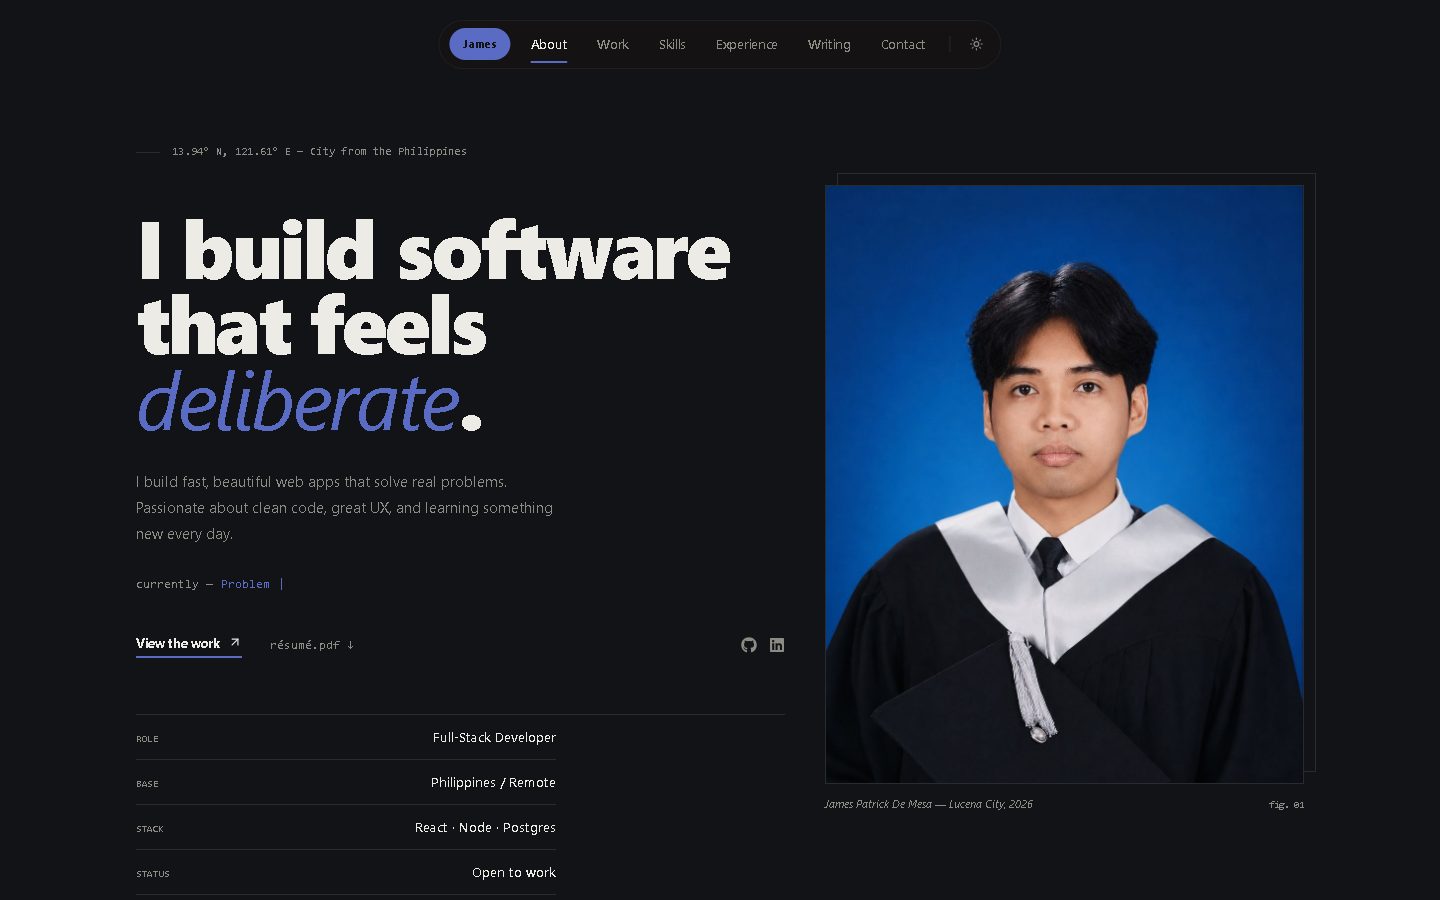 James About Work Skills Experience Writing Contact
13.94° N, 121.61° E — City from the Philippines
I build software
that feels
deliberate.
I build fast, beautiful web apps that solve real problems.
Passionate about clean code, great UX, and learning something
new every day.
currently — Problem |
View the work ↗ résumé.pdf ↓
ROLE Full-Stack Developer
BASE Philippines / Remote
STACK React · Node · Postgres
STATUS Open to work
James Patrick De Mesa — Lucena City, 2026 fig. 01